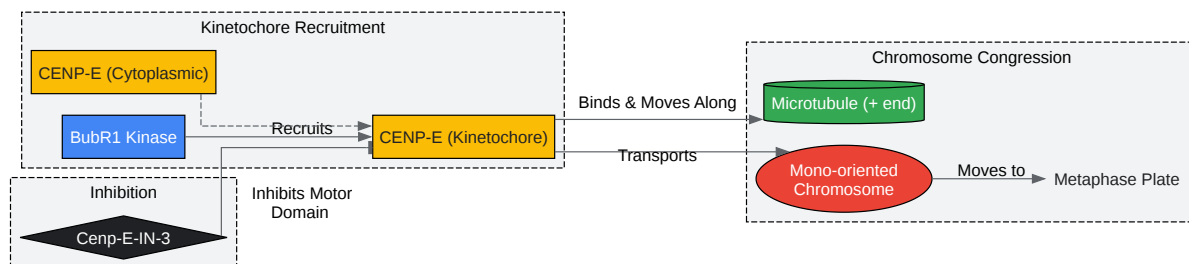 Kinetochore Recruitment
CENP-E (Cytoplasmic)
BubR1 Kinase
Recruits
CENP-E (Kinetochore)
Binds & Moves Along
Transports
Chromosome Congression
Microtubule (+ end)
Mono-oriented
Chromosome
Moves to
Metaphase Plate
Inhibition
Cenp-E-IN-3
Inhibits Motor
Domain